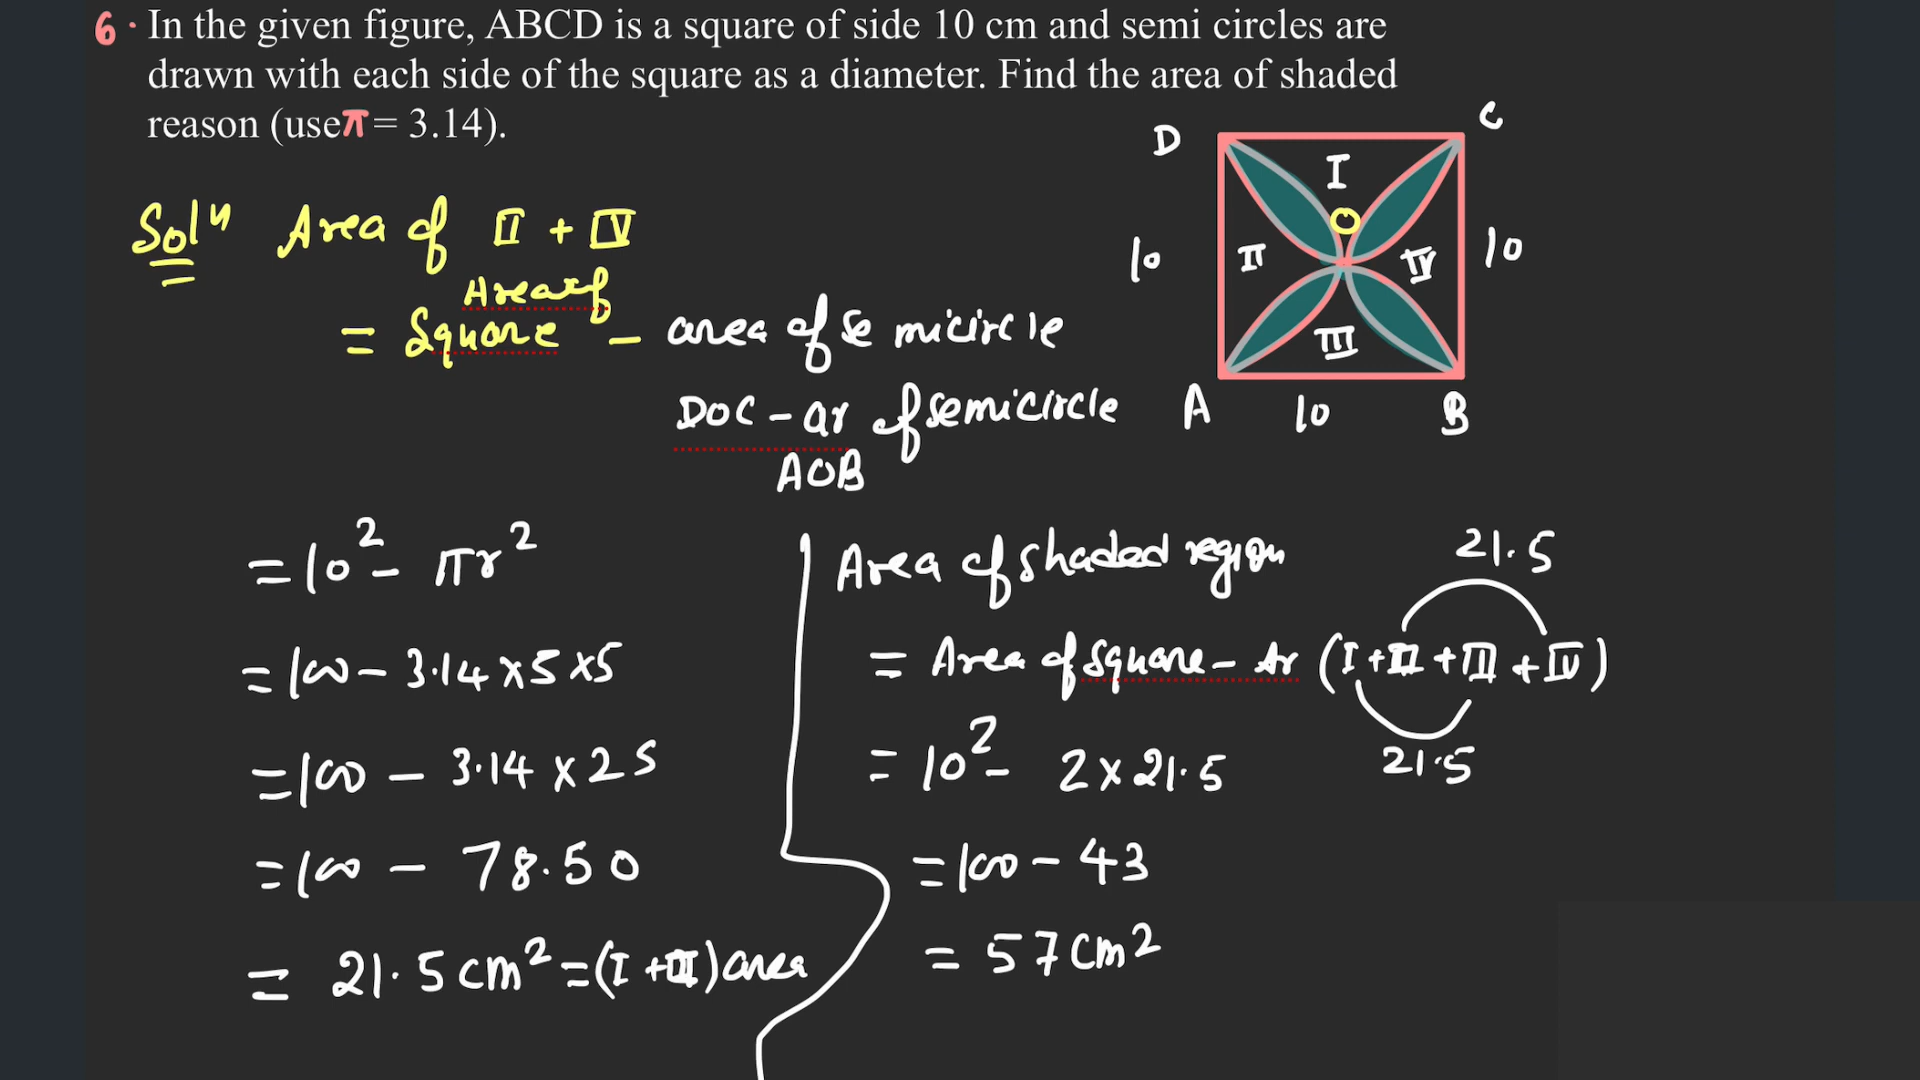 6. In the given figure, ABCD is a square of side 10 cm and semi circles are
drawn with each side of the square as a diameter. Find the area of shaded
reason (use π = 3.14).
D C
I
O
10 II IV 10
III
A 10 B
Solⁿ Area of II + IV
= Area of Square - area of semicircle
DOC - ar of semicircle
AOB
= 10² - πr²
= 100 - 3.14 x 5 x 5
= 100 - 3.14 x 25
= 100 - 78.50
= 21.5 cm² = (I + III) area
Area of shaded region
21.5
= Area of square - Ar (I + II + III + IV)
21.5
= 10² - 2 x 21.5
= 100 - 43
= 57 cm²